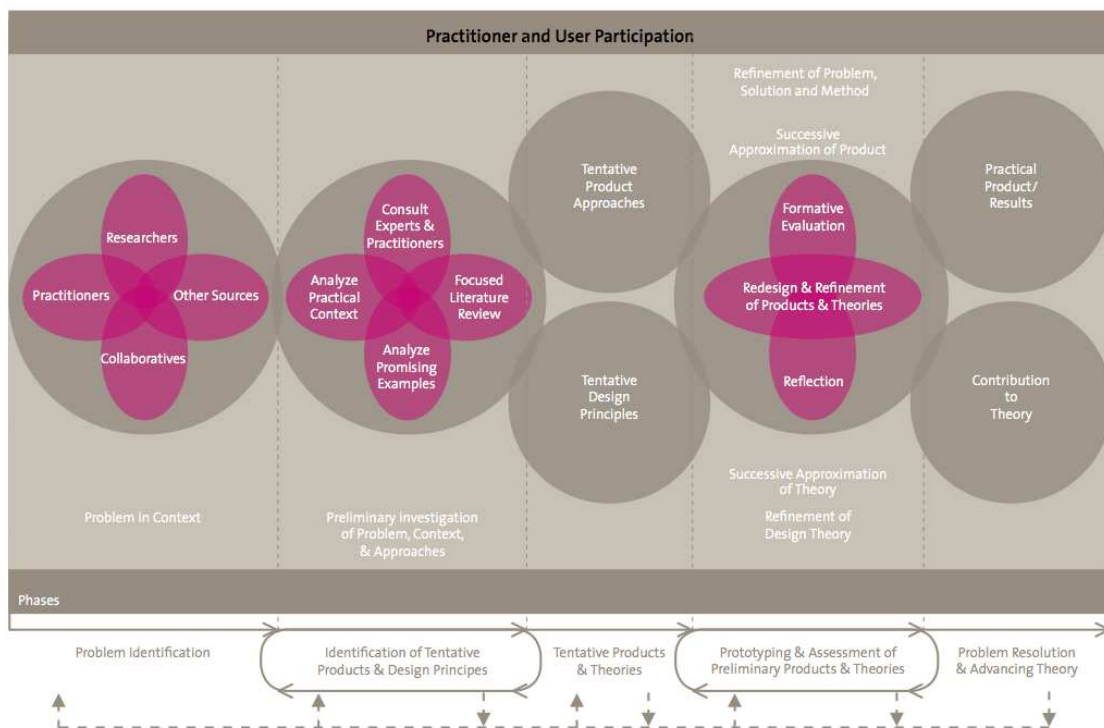 Practitioner and User Participation
Researchers
Practitioners
Other Sources
Collaboratives
Problem in Context
Consult
Experts &
Practitioners
Analyze
Practical
Context
Focused
Literature
Review
Analyze
Promising
Examples
Preliminary investigation
of Problem, Context,
& Approaches
Tentative
Product
Approaches
Tentative
Design
Principles
Refinement of Problem,
Solution and Method
Successive
Approximation of Product
Formative
Evaluation
Redesign & Refinement
of Products & Theories
Reflection
Successive Approximation
of Theory
Refinement of
Design Theory
Practical
Product/
Results
Contribution
to
Theory
Phases
Problem Identification
Identification of Tentative
Products & Design Principes
Tentative Products
& Theories
Prototyping & Assessment of
Preliminary Products & Theories
Problem Resolution
& Advancing Theory